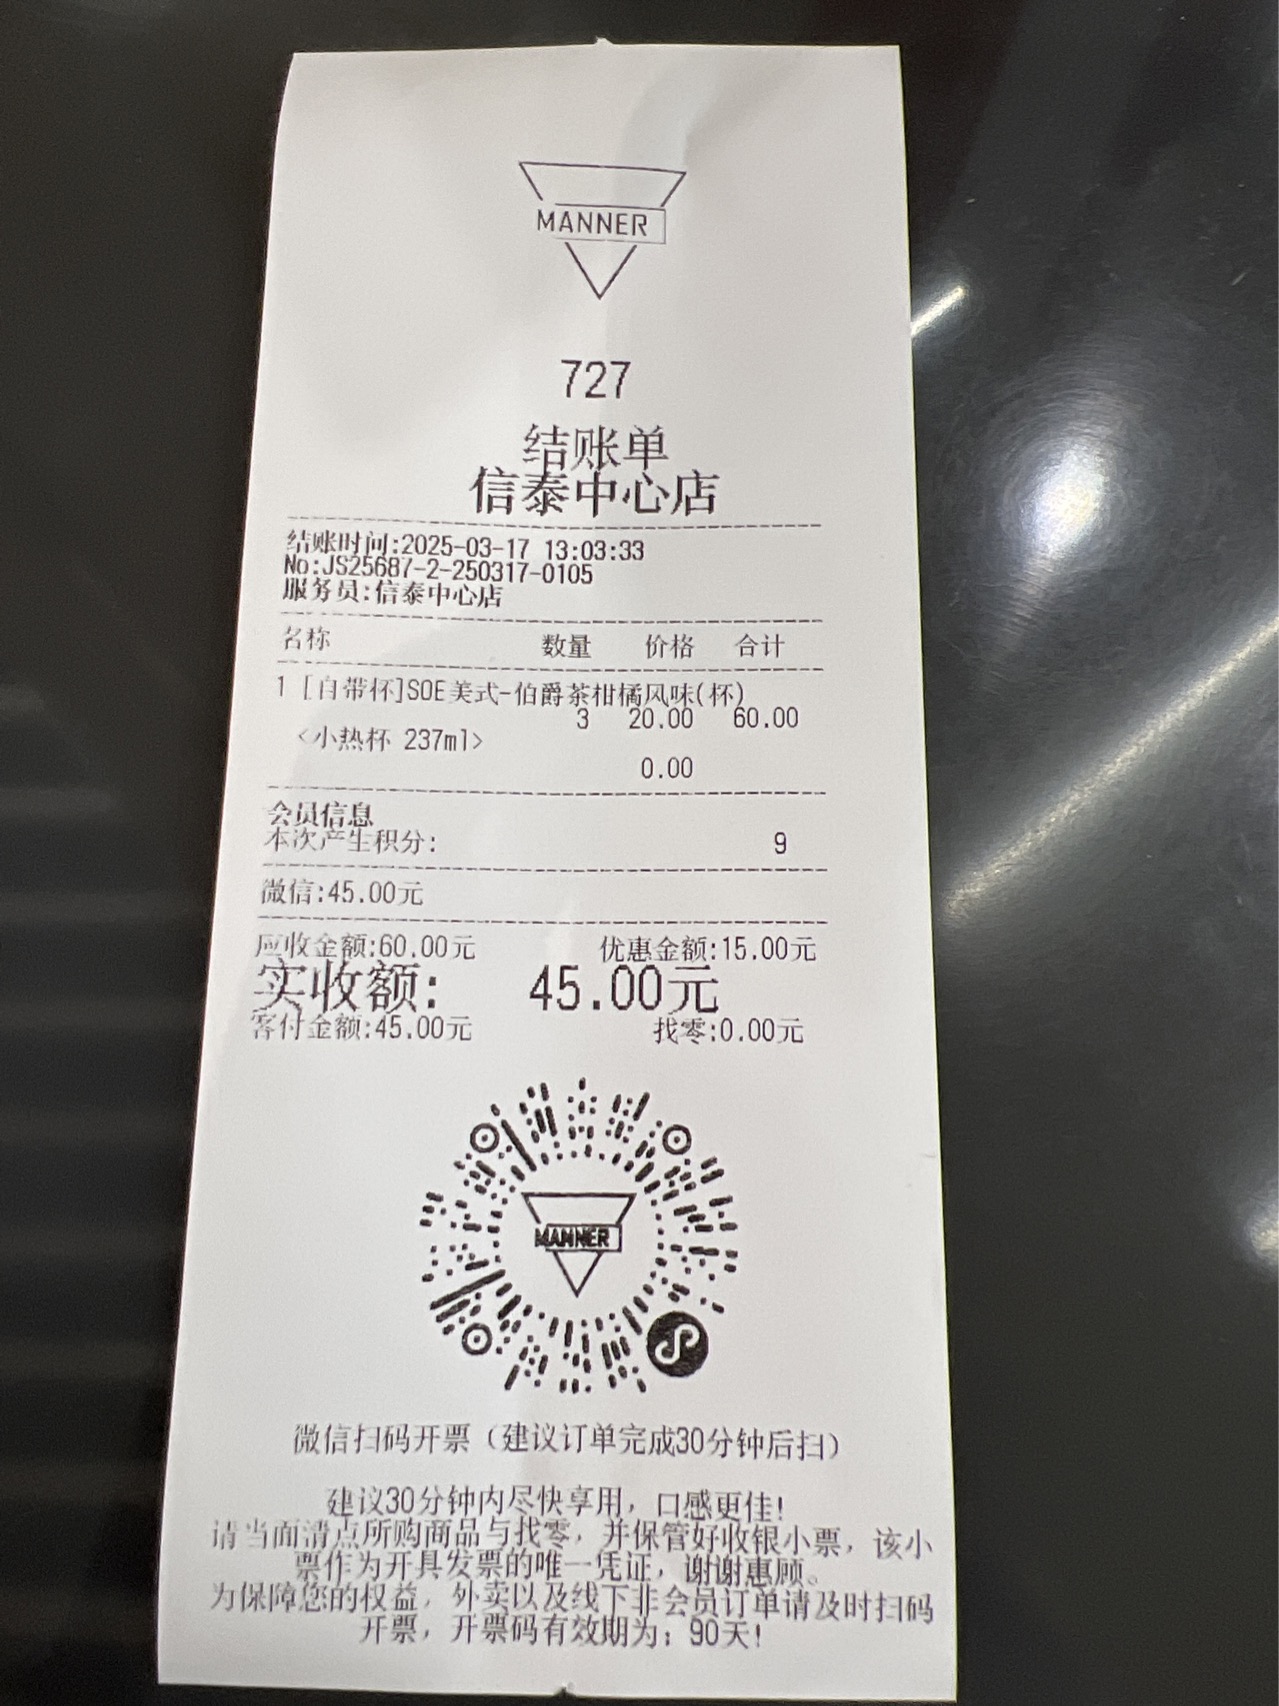 MANNER
727
结账单
信泰中心店
结账时间:2025-03-17 13:03:33
No:JS25687-2-250317-0105
服务员:信泰中心店
名称 数量 价格 合计
1 [自带杯]SOE美式-伯爵茶柑橘风味(杯)
3 20.00 60.00
<小热杯 237ml>
0.00
会员信息
本次产生积分: 9
微信:45.00元
应收金额:60.00元 优惠金额:15.00元
实收额: 45.00元
客付金额:45.00元 找零:0.00元
MANNER
微信扫码开票（建议订单完成30分钟后扫）
建议30分钟内尽快享用，口感更佳!
请当面清点所购商品与找零，并保管好收银小票，该小
票作为开具发票的唯一凭证，谢谢惠顾。
为保障您的权益，外卖以及线下非会员订单请及时扫码
开票，开票码有效期为：90天!